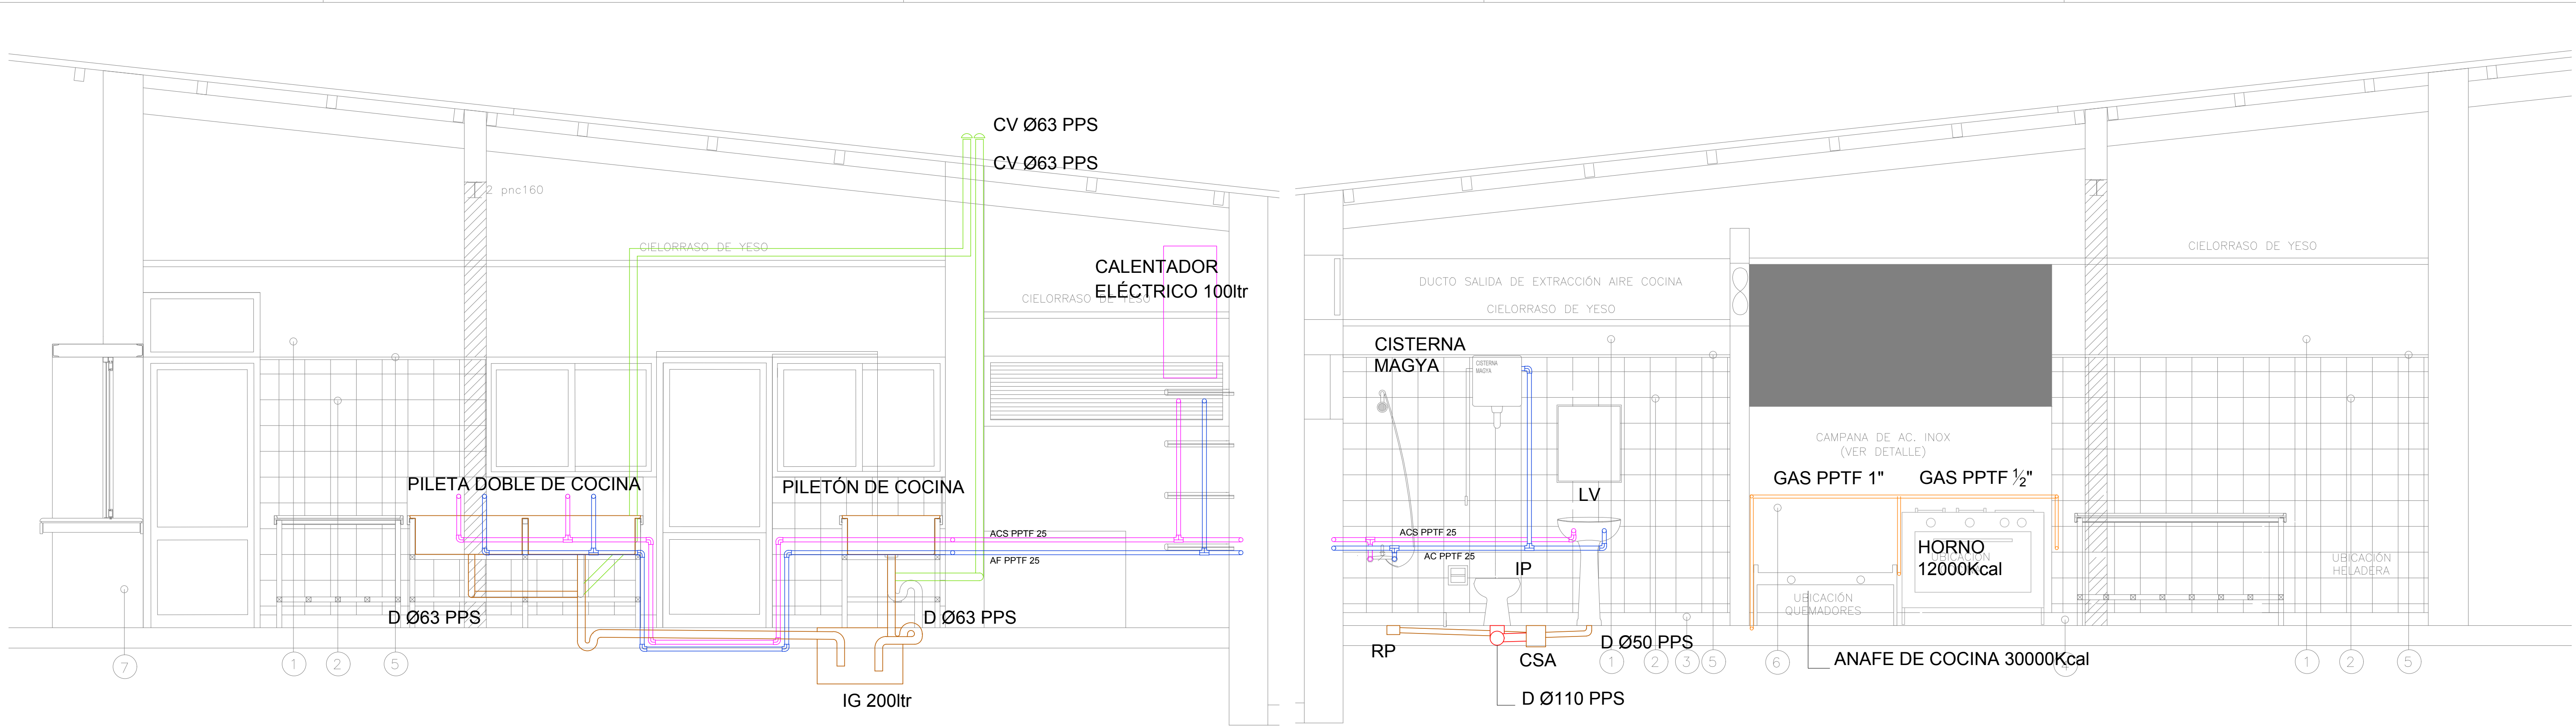 CV Ø63 PPS
CV Ø63 PPS
2 pnc160
CIELORRASO DE YESO
CALENTADOR
ELÉCTRICO 100ltr
CIELORRASO DE YESO
PILETA DOBLE DE COCINA
PILETÓN DE COCINA
ACS PPTF 25
AF PPTF 25
D Ø63 PPS
D Ø63 PPS
IG 200ltr
7
1
2
5
CIELORRASO DE YESO
DUCTO SALIDA DE EXTRACCIÓN AIRE COCINA
CIELORRASO DE YESO
CISTERNA
MAGYA
CISTERNA
MAGYA
LV
CAMPANA DE AC. INOX
(VER DETALLE)
GAS PPTF 1"
GAS PPTF ½"
ACS PPTF 25
AC PPTF 25
IP
HORNO
12000Kcal
UBICACIÓN
UBICACIÓN
QUEMADORES
UBICACIÓN
HELADERA
RP
CSA
D Ø50 PPS
D Ø110 PPS
ANAFE DE COCINA 30000Kcal
1
2
3
5
6
4
1
2
5